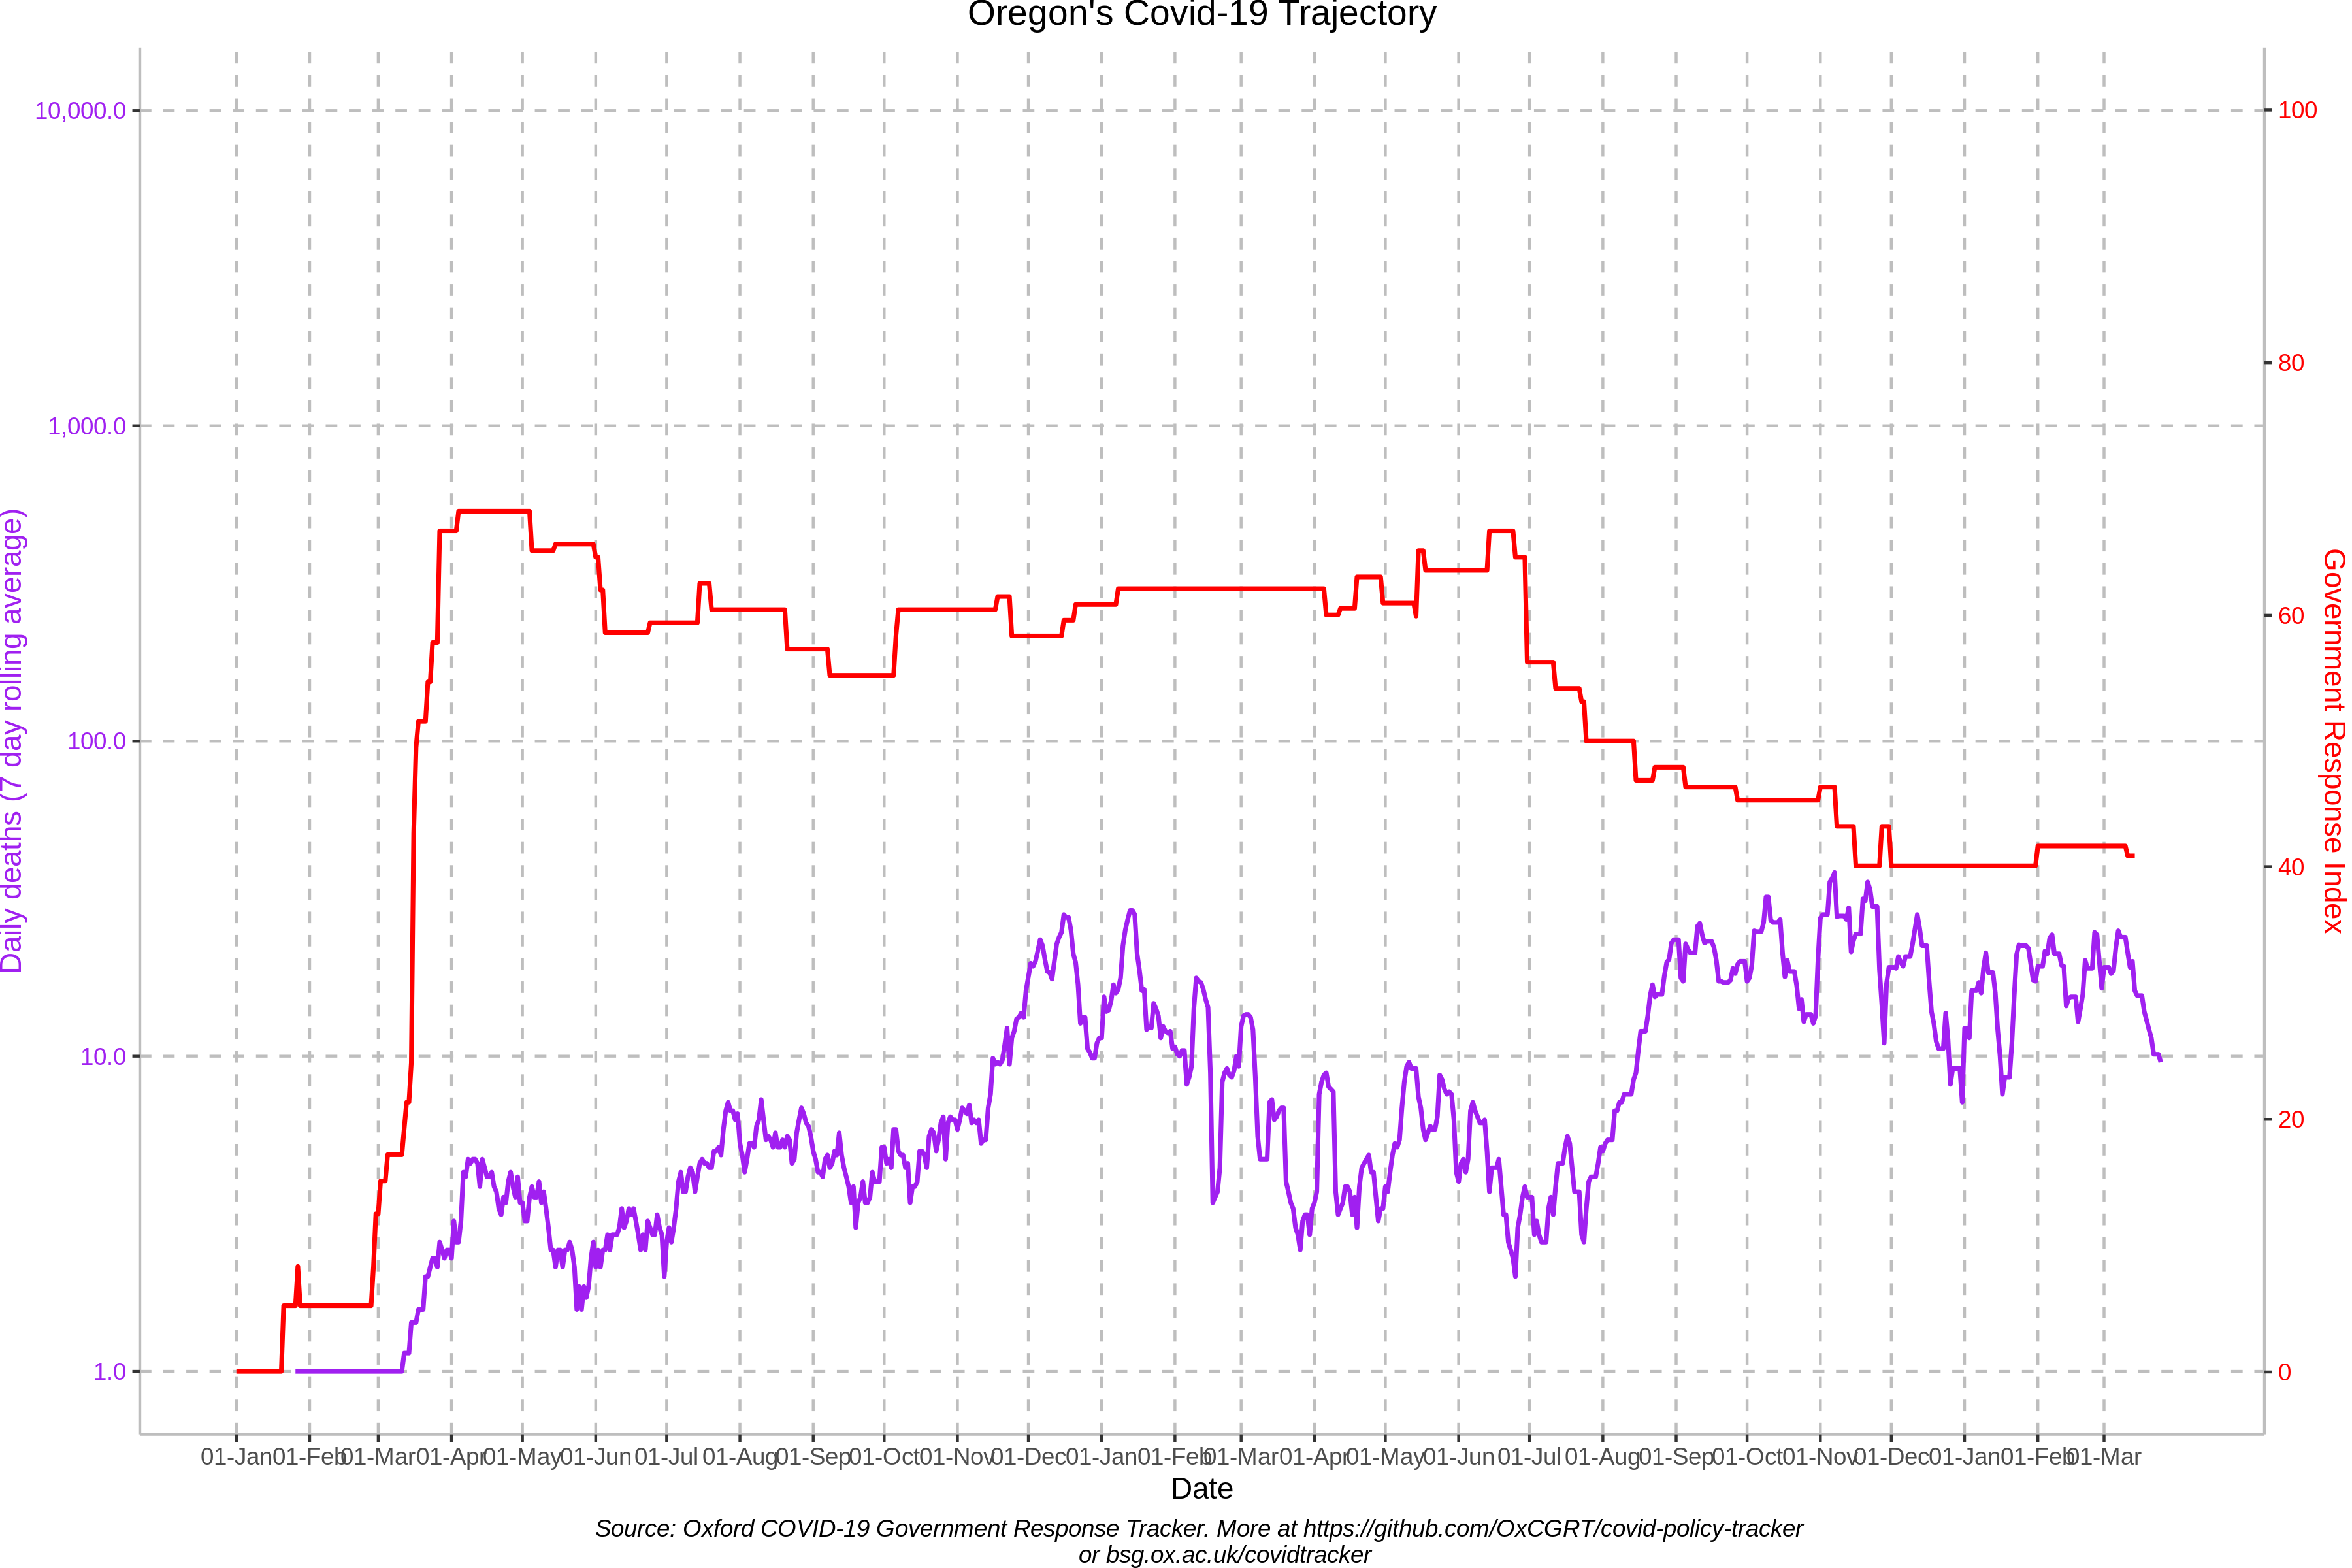 Oregon's Covid-19 Trajectory
10,000.0
1,000.0
100.0
10.0
1.0
Daily deaths (7 day rolling average)
100
80
60
40
20
0
Government Response Index
01-Jan 01-Feb 01-Mar 01-Apr 01-May 01-Jun 01-Jul 01-Aug 01-Sep 01-Oct 01-Nov 01-Dec 01-Jan 01-Feb 01-Mar 01-Apr 01-May 01-Jun 01-Jul 01-Aug 01-Sep 01-Oct 01-Nov 01-Dec 01-Jan 01-Feb 01-Mar
Date
Source: Oxford COVID-19 Government Response Tracker. More at https://github.com/OxCGRT/covid-policy-tracker
or bsg.ox.ac.uk/covidtracker